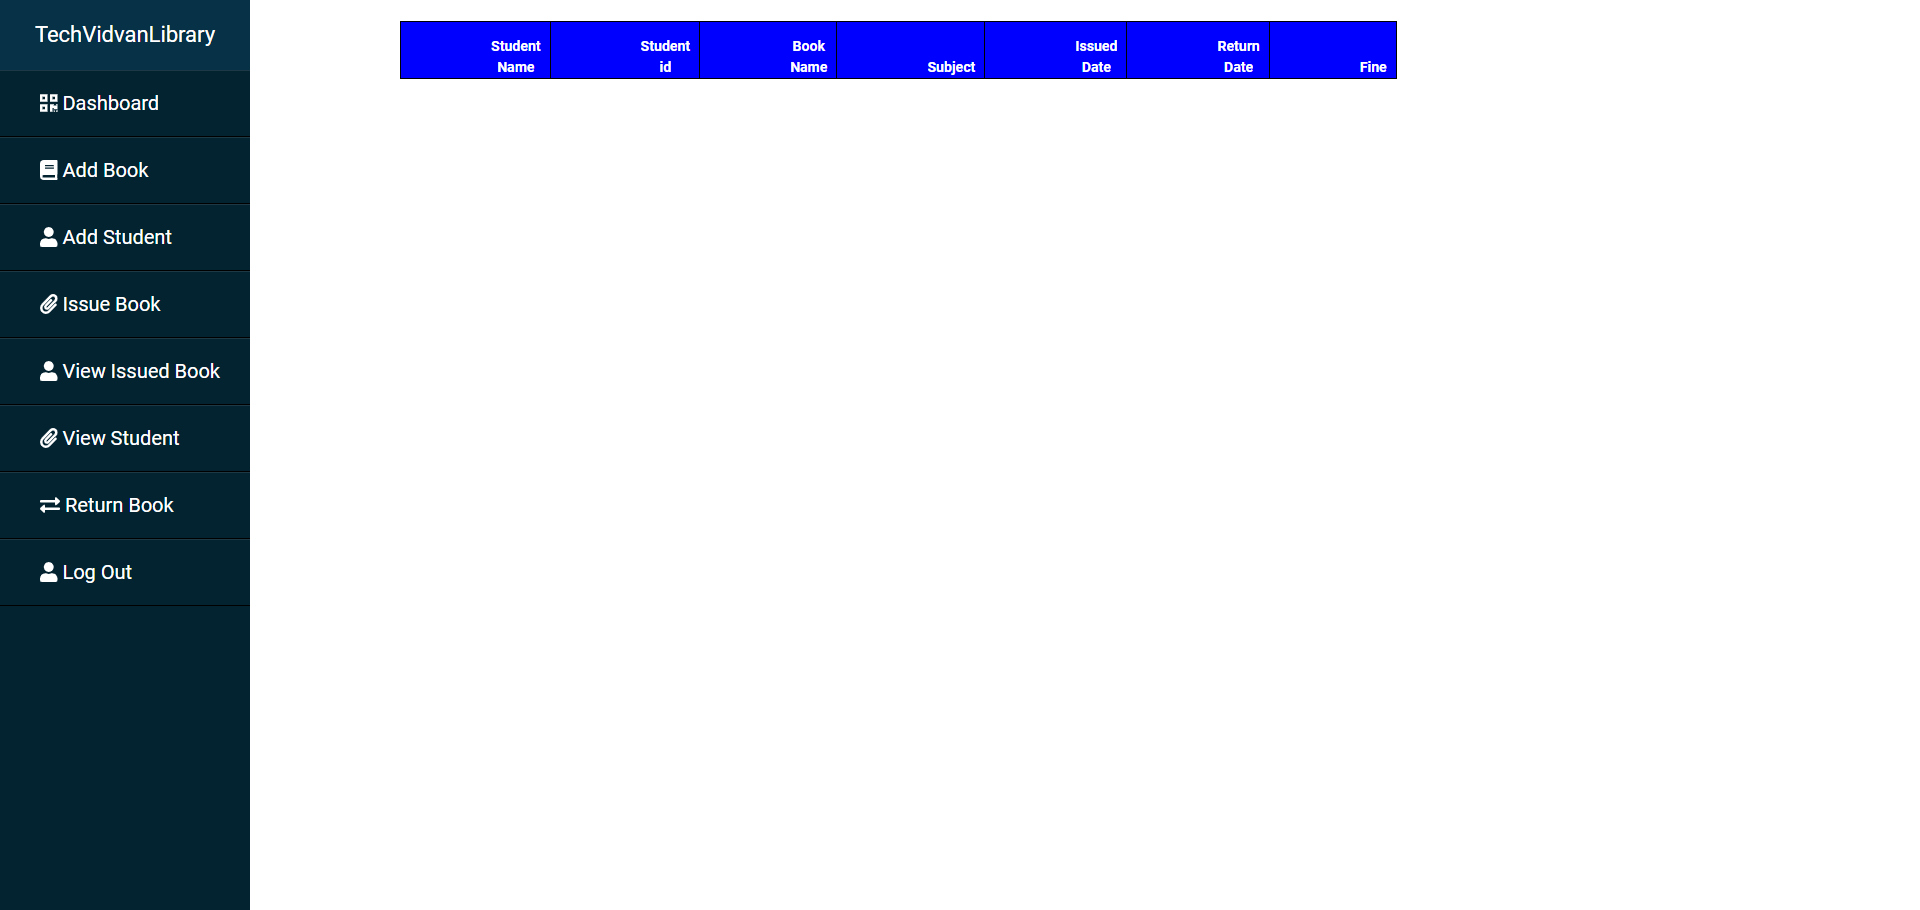 TechVidvanLibrary
Dashboard
Add Book
Add Student
Issue Book
View Issued Book
View Student
Return Book
Log Out
Student Name
Student id
Book Name
Subject
Issued Date
Return Date
Fine